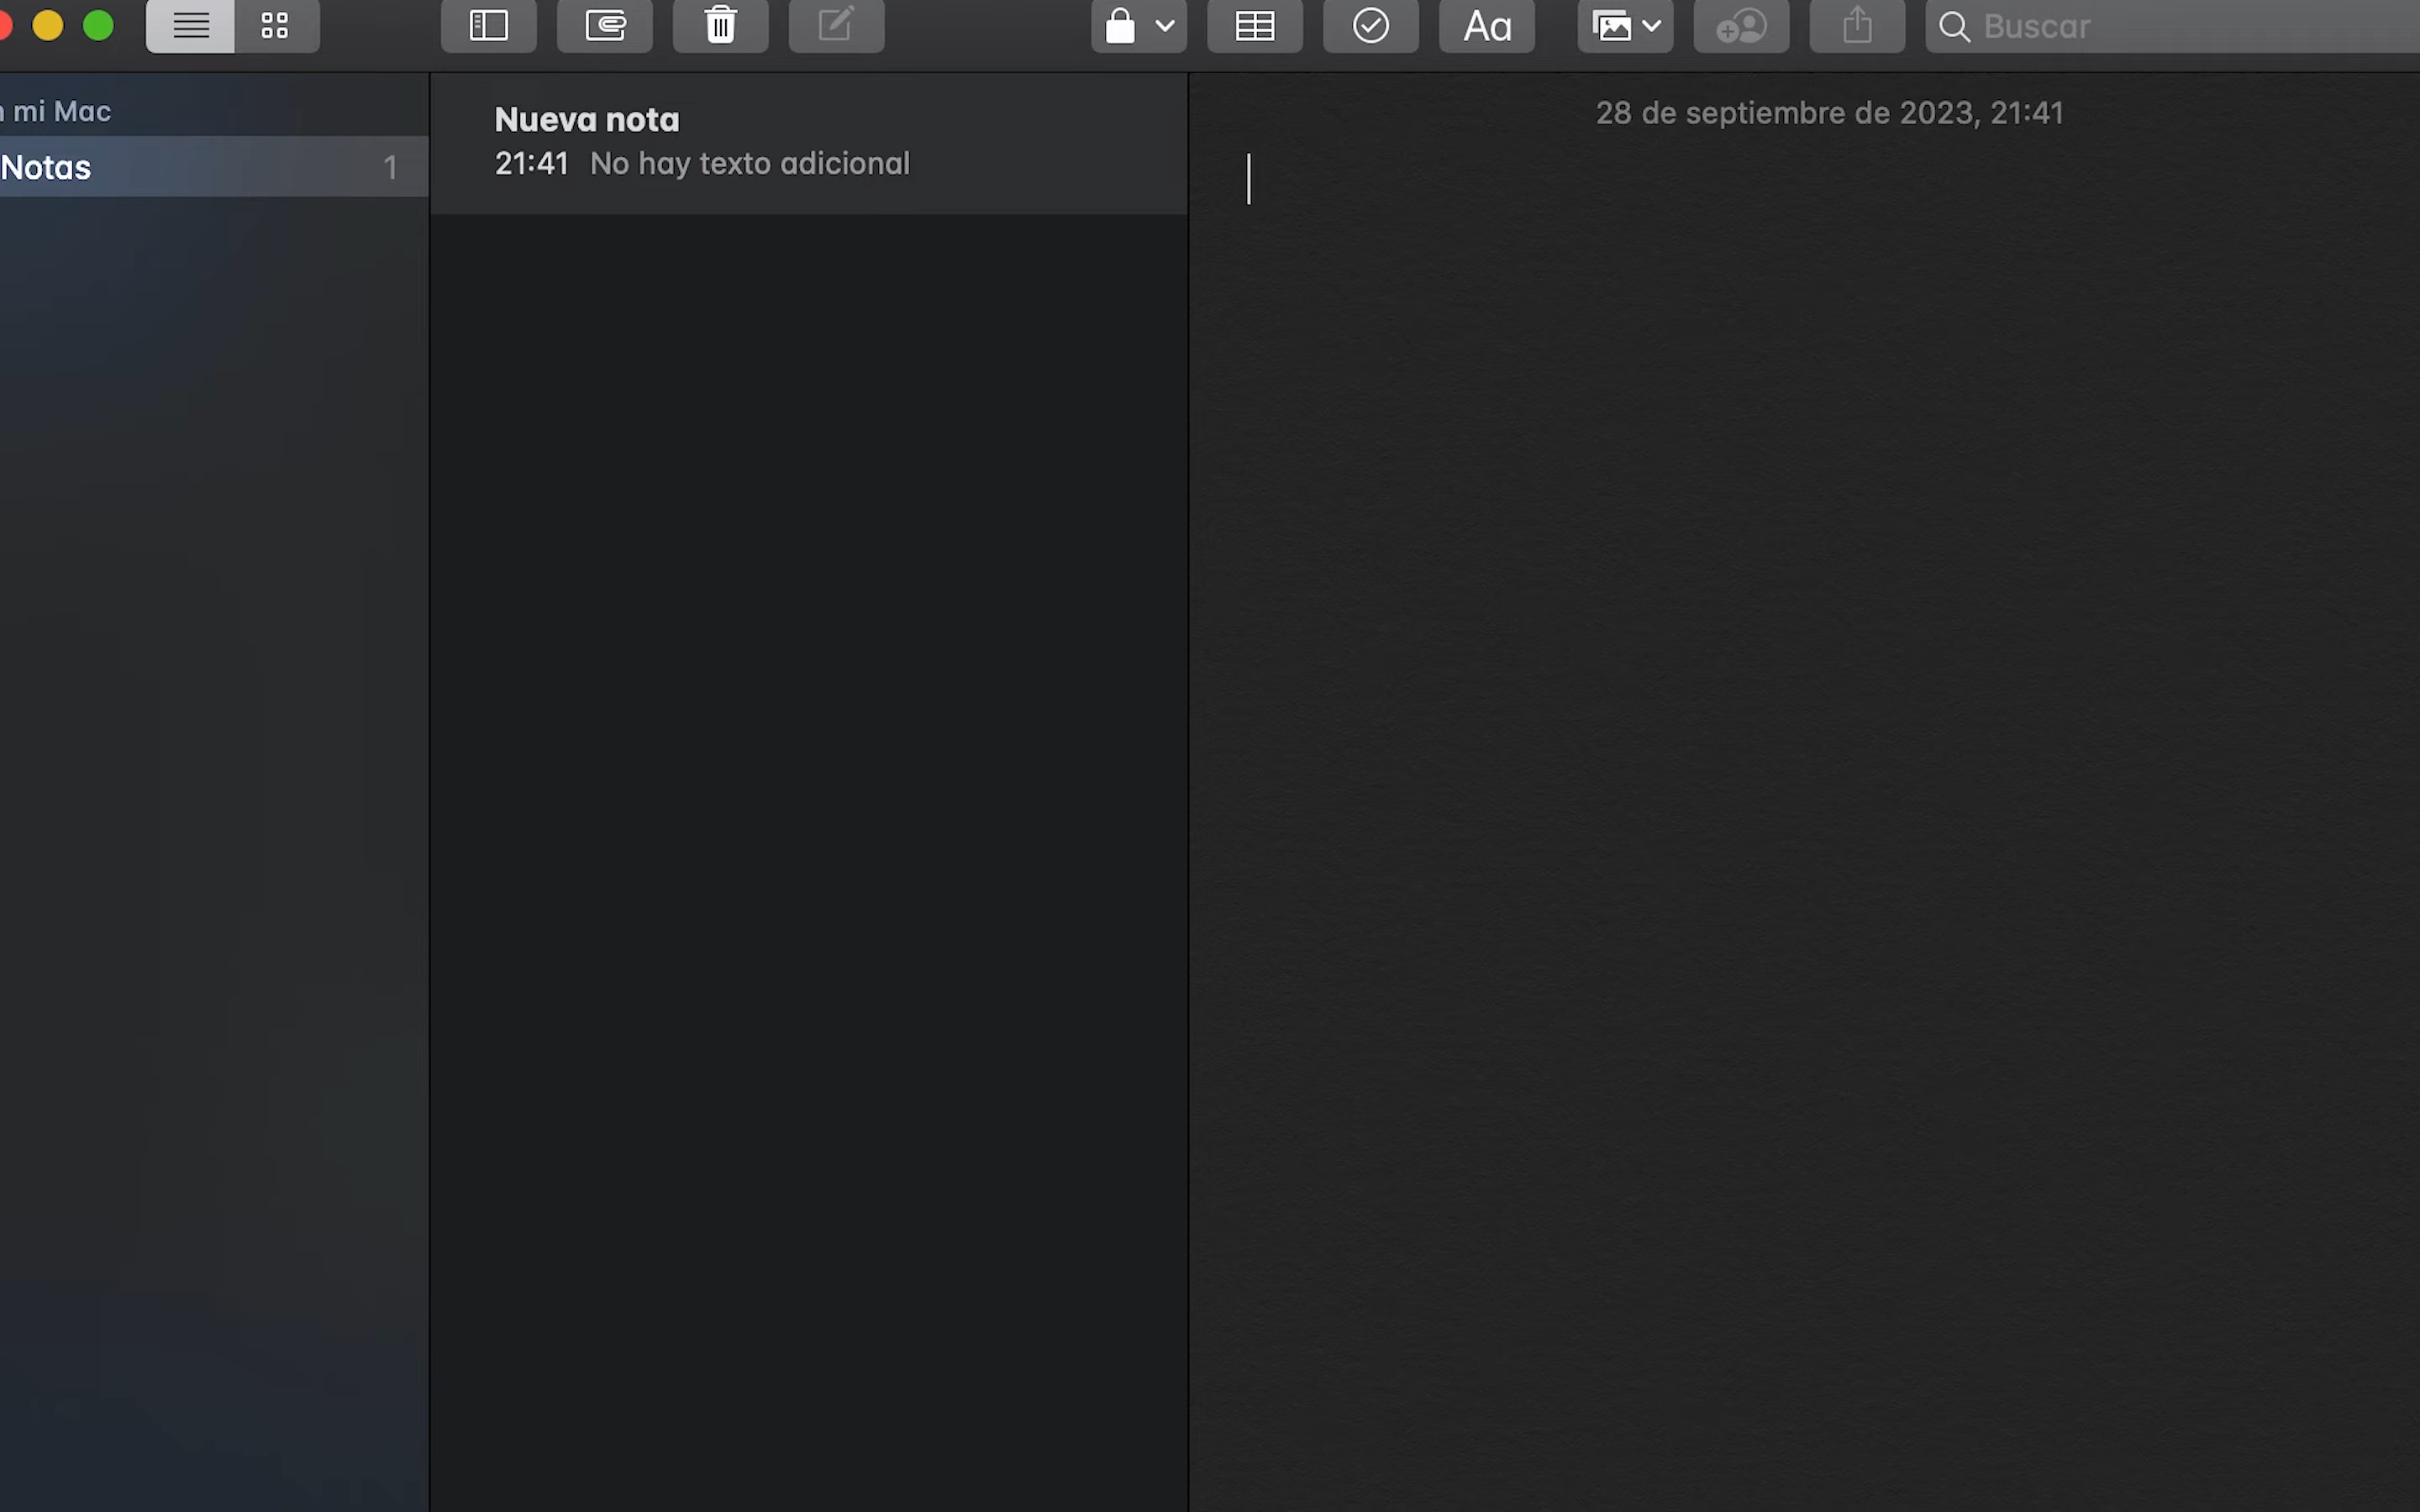 Aa
Buscar
mi Mac
Notas
1
Nueva nota
21:41 No hay texto adicional
28 de septiembre de 2023, 21:41